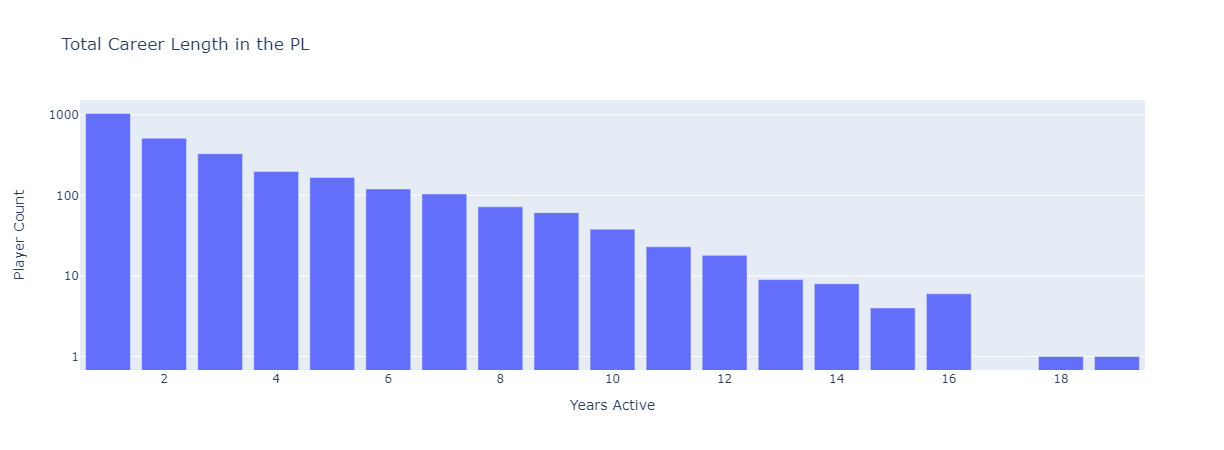 Total Career Length in the PL
Player Count
1000
100
10
1
2 4 6 8 10 12 14 16 18
Years Active